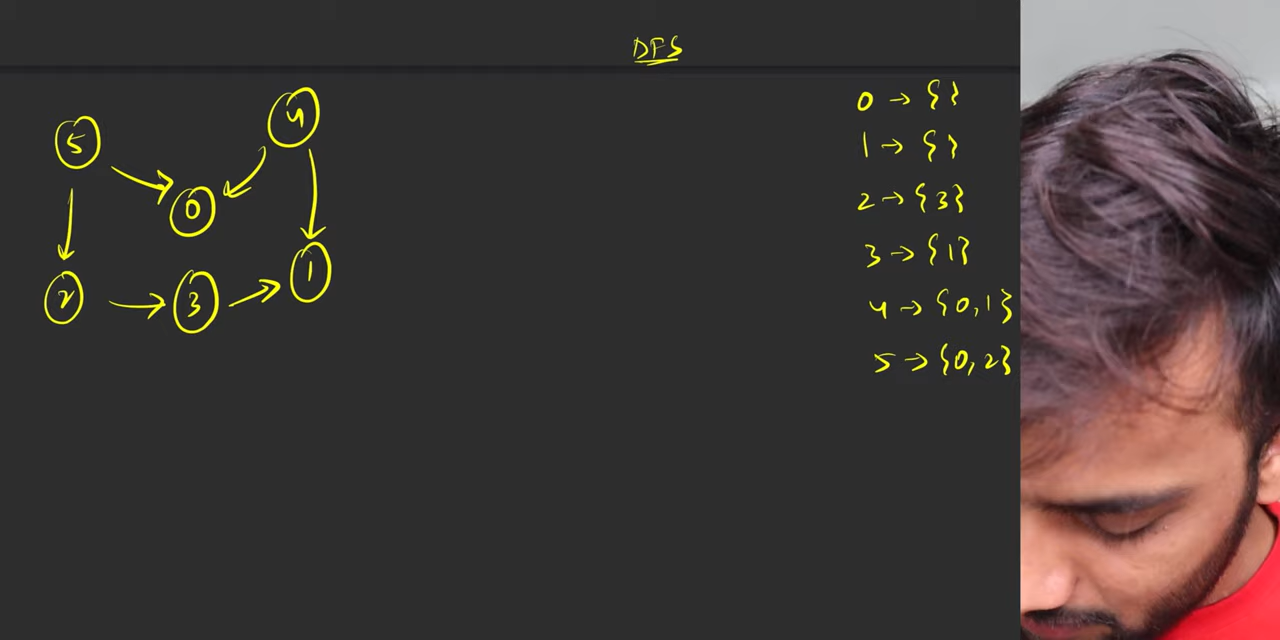 DFS
5
4
0
2
3
1
0 → { }
1 → { }
2 → {3}
3 → {1}
4 → {0,1}
5 → {0,2}